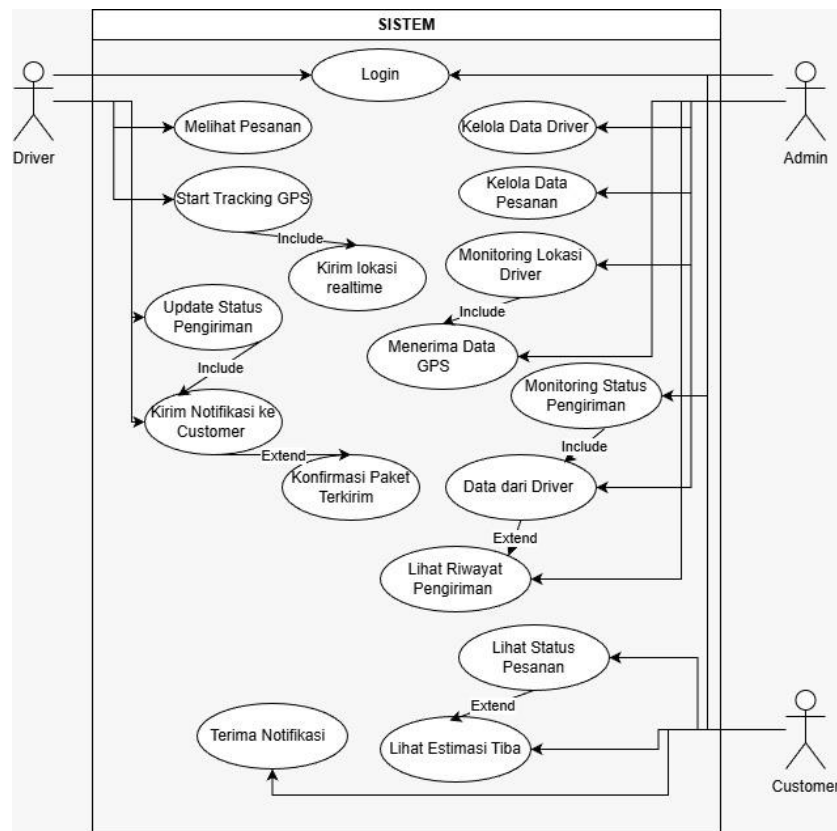 SISTEM
Login
Driver
Admin
Melihat Pesanan
Kelola Data Driver
Kelola Data
Pesanan
Start Tracking GPS
Include
Kirim lokasi
realtime
Monitoring Lokasi
Driver
Include
Update Status
Pengiriman
Menerima Data
GPS
Include
Monitoring Status
Pengiriman
Kirim Notifikasi ke
Customer
Include
Extend
Konfirmasi Paket
Terkirim
Data dari Driver
Extend
Lihat Riwayat
Pengiriman
Lihat Status
Pesanan
Extend
Terima Notifikasi
Lihat Estimasi Tiba
Customer